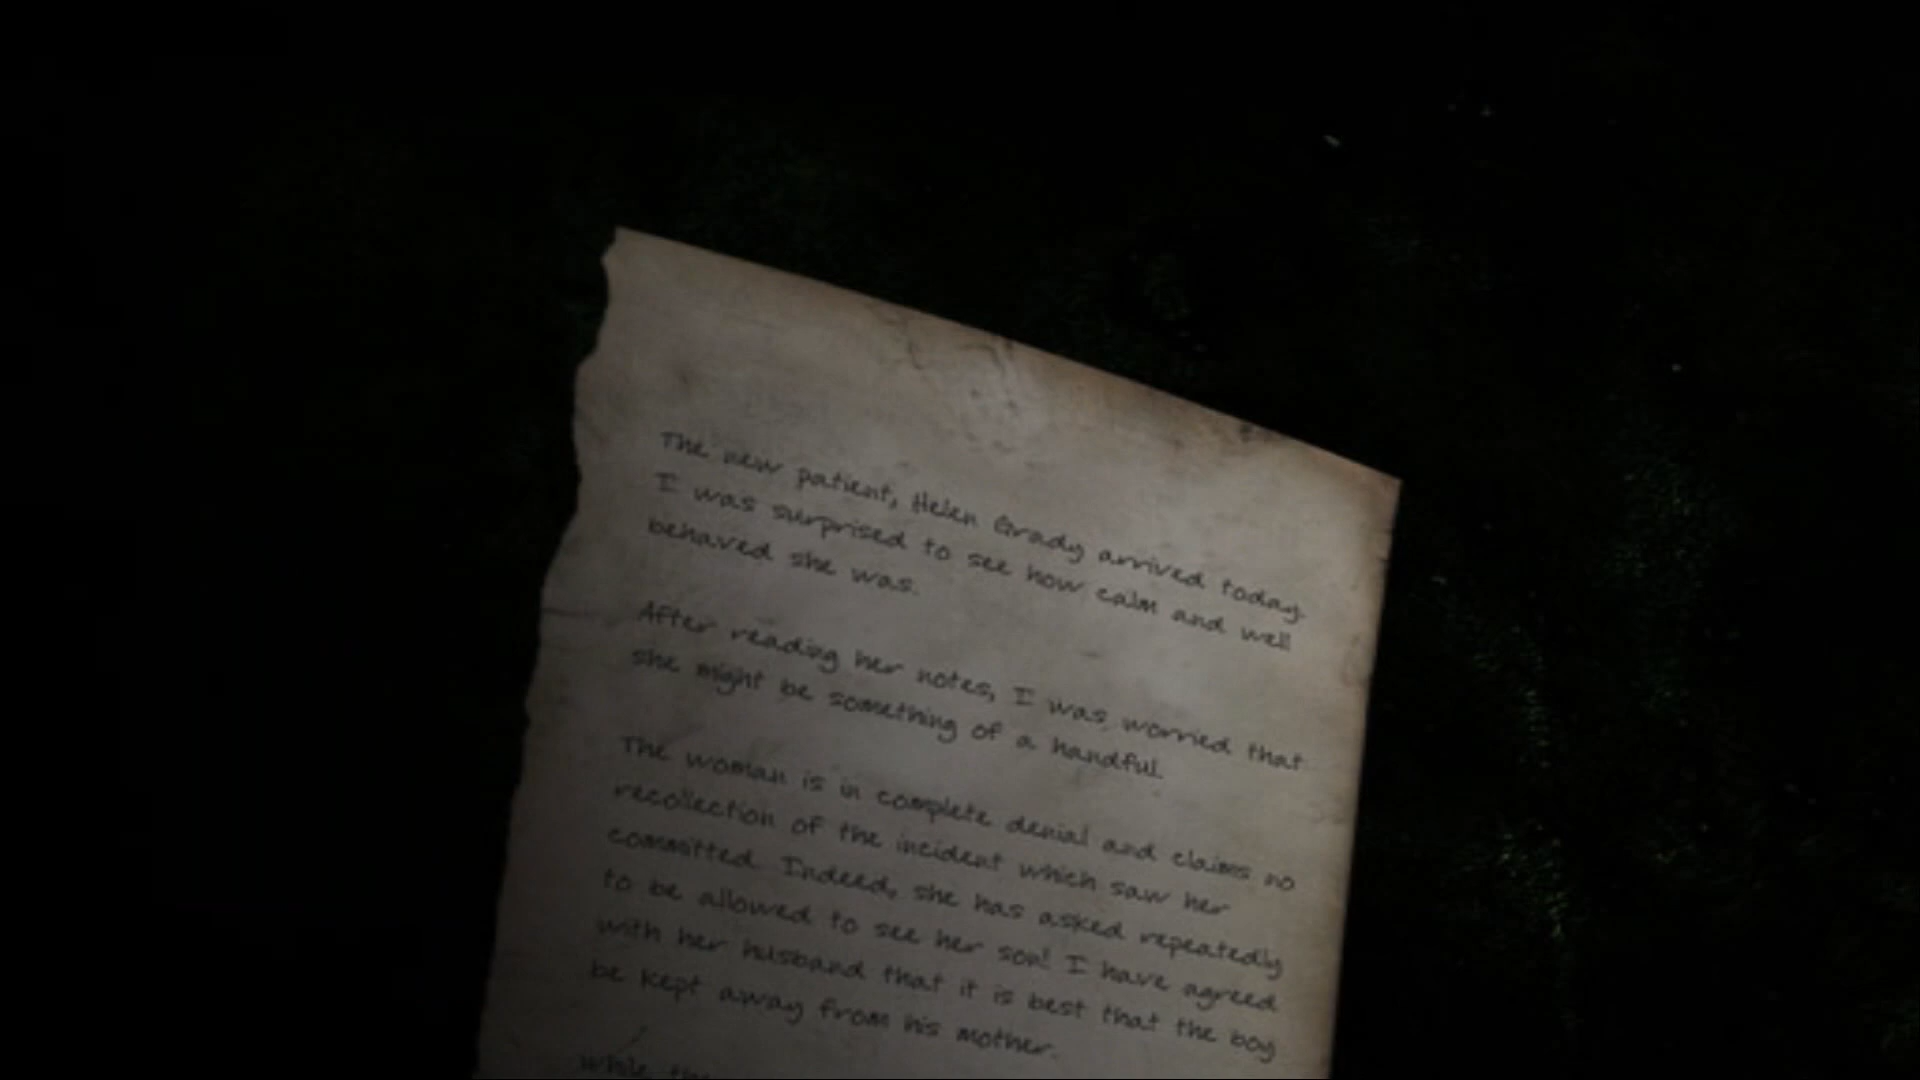 The new patient, Helen Grady arrived today.
I was surprised to see how calm and well
behaved she was.
After reading her notes, I was worried that
she might be something of a handful.
The woman is in complete denial and claims no
recollection of the incident which saw her
committed. Indeed, she has asked repeatedly
to be allowed to see her son! I have agreed
with her husband that it is best that the boy
be kept away from his mother.
while